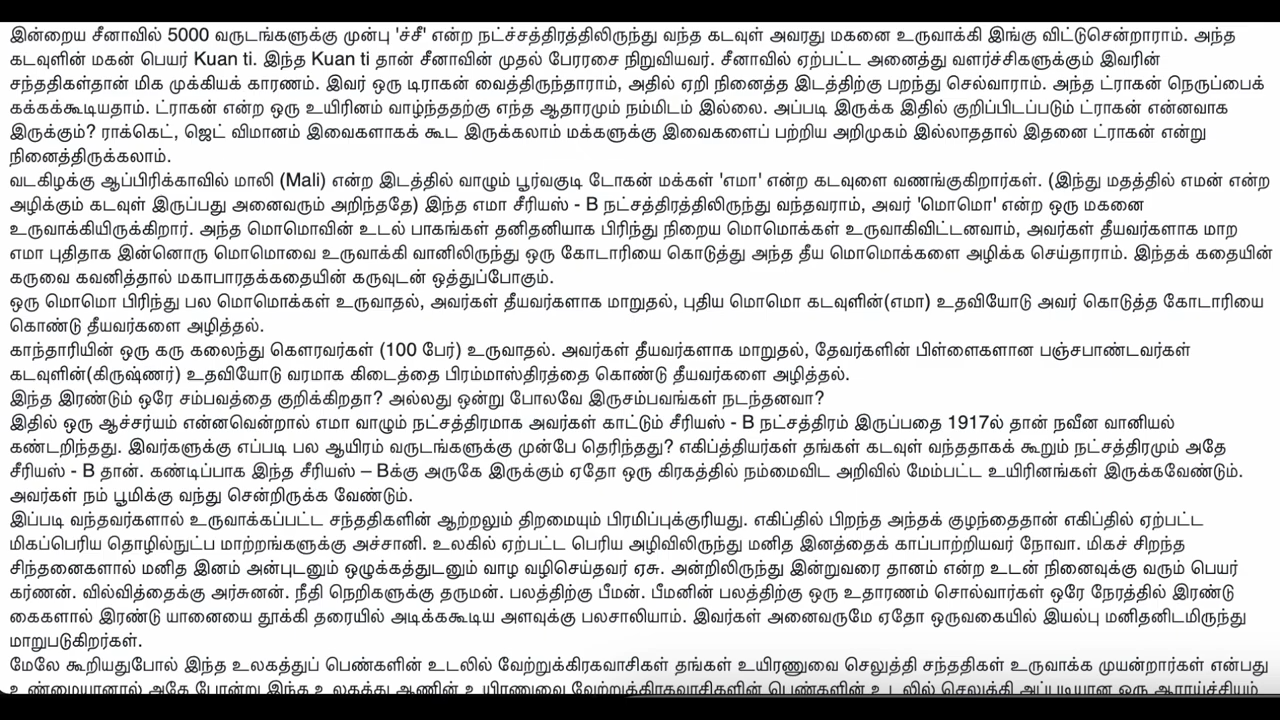 இன்றைய சீனாவில் 5000 வருடங்களுக்கு முன்பு 'ச்சீ' என்ற நட்ச்சத்திரத்திலிருந்து வந்த கடவுள் அவரது மகனை உருவாக்கி இங்கு விட்டுசென்றாராம். அந்த
கடவுளின் மகன் பெயர் Kuan ti. இந்த Kuan ti தான் சீனாவின் முதல் பேரரசை நிறுவியவர். சீனாவில் ஏற்பட்ட அனைத்து வளர்ச்சிகளுக்கும் இவரின்
சந்ததிகள்தான் மிக முக்கியக் காரணம். இவர் ஒரு டிராகன் வைத்திருந்தாராம், அதில் ஏறி நினைத்த இடத்திற்கு பறந்து செல்வாராம். அந்த ட்ராகன் நெருப்பைக்
கக்கக்கூடியதாம். ட்ராகன் என்ற ஒரு உயிரினம் வாழ்ந்ததற்கு எந்த ஆதாரமும் நம்மிடம் இல்லை. அப்படி இருக்க இதில் குறிப்பிடப்படும் ட்ராகன் என்னவாக
இருக்கும்? ராக்கெட், ஜெட் விமானம் இவைகளாகக் கூட இருக்கலாம் மக்களுக்கு இவைகளைப் பற்றிய அறிமுகம் இல்லாததால் இதனை ட்ராகன் என்று
நினைத்திருக்கலாம்.
வடகிழக்கு ஆப்பிரிக்காவில் மாலி (Mali) என்ற இடத்தில் வாழும் பூர்வகுடி டோகன் மக்கள் 'எமா' என்ற கடவுளை வணங்குகிறார்கள். (இந்து மதத்தில் எமன் என்ற
அழிக்கும் கடவுள் இருப்பது அனைவரும் அறிந்ததே) இந்த எமா சீரியஸ் - B நட்சத்திரத்திலிருந்து வந்தவராம், அவர் 'மொமோ' என்ற ஒரு மகனை
உருவாக்கியிருக்கிறார். அந்த மொமோவின் உடல் பாகங்கள் தனிதனியாக பிரிந்து நிறைய மொமோக்கள் உருவாகிவிட்டனவாம், அவர்கள் தீயவர்களாக மாற
எமா புதிதாக இன்னொரு மொமோவை உருவாக்கி வானிலிருந்து ஒரு கோடாரியை கொடுத்து அந்த தீய மொமோக்களை அழிக்க செய்தாராம். இந்தக் கதையின்
கருவை கவனித்தால் மகாபாரதக்கதையின் கருவுடன் ஒத்துப்போகும்.
ஒரு மொமோ பிரிந்து பல மொமொக்கள் உருவாதல், அவர்கள் தீயவர்களாக மாறுதல், புதிய மொமோ கடவுளின்(எமா) உதவியோடு அவர் கொடுத்த கோடாரியை
கொண்டு தீயவர்களை அழித்தல்.
காந்தாரியின் ஒரு கரு கலைந்து கௌரவர்கள் (100 பேர்) உருவாதல். அவர்கள் தீயவர்களாக மாறுதல், தேவர்களின் பிள்ளைகளான பஞ்சபாண்டவர்கள்
கடவுளின்(கிருஷ்ணர்) உதவியோடு வரமாக கிடைத்தை பிரம்மாஸ்திரத்தை கொண்டு தீயவர்களை அழித்தல்.
இந்த இரண்டும் ஒரே சம்பவத்தை குறிக்கிறதா? அல்லது ஒன்று போலவே இருசம்பவங்கள் நடந்தனவா?
இதில் ஒரு ஆச்சர்யம் என்னவென்றால் எமா வாழும் நட்சத்திரமாக அவர்கள் காட்டும் சீரியஸ் - B நட்சத்திரம் இருப்பதை 1917ல் தான் நவீன வானியல்
கண்டறிந்தது. இவர்களுக்கு எப்படி பல ஆயிரம் வருடங்களுக்கு முன்பே தெரிந்தது? எகிப்த்தியர்கள் தங்கள் கடவுள் வந்ததாகக் கூறும் நட்சத்திரமும் அதே
சீரியஸ் - B தான். கண்டிப்பாக இந்த சீரியஸ் – Bக்கு அருகே இருக்கும் ஏதோ ஒரு கிரகத்தில் நம்மைவிட அறிவில் மேம்பட்ட உயிரினங்கள் இருக்கவேண்டும்.
அவர்கள் நம் பூமிக்கு வந்து சென்றிருக்க வேண்டும்.
இப்படி வந்தவர்களால் உருவாக்கப்பட்ட சந்ததிகளின் ஆற்றலும் திறமையும் பிரமிப்புக்குரியது. எகிப்தில் பிறந்த அந்தக் குழந்தைதான் எகிப்தில் ஏற்பட்ட
மிகப்பெரிய தொழில்நுட்ப மாற்றங்களுக்கு அச்சானி. உலகில் ஏற்பட்ட பெரிய அழிவிலிருந்து மனித இனத்தைக் காப்பாற்றியவர் நோவா. மிகச் சிறந்த
சிந்தனைகளால் மனித இனம் அன்புடனும் ஒழுக்கத்துடனும் வாழ வழிசெய்தவர் ஏசு. அன்றிலிருந்து இன்றுவரை தானம் என்ற உடன் நினைவுக்கு வரும் பெயர்
கர்ணன். வில்வித்தைக்கு அர்சுனன். நீதி நெறிகளுக்கு தருமன். பலத்திற்கு பீமன். பீமனின் பலத்திற்கு ஒரு உதாரணம் சொல்வார்கள் ஒரே நேரத்தில் இரண்டு
கைகளால் இரண்டு யானையை தூக்கி தரையில் அடிக்ககூடிய அளவுக்கு பலசாலியாம். இவர்கள் அனைவருமே ஏதோ ஒருவகையில் இயல்பு மனிதனிடமிருந்து
மாறுபடுகிறர்கள்.
மேலே கூறியதுபோல் இந்த உலகத்துப் பெண்களின் உடலில் வேற்றுக்கிரகவாசிகள் தங்கள் உயிரணுவை செலுத்தி சந்ததிகள் உருவாக்க முயன்றார்கள் என்பது
உண்மையானால் அதே போன்று இந்த உலகத்து ஆணின் உயிரணுவை வேற்றுக்கிரகவாசிகளின் பெண்களின் உடலில் செலுத்தி அப்படியான ஒரு ஆராய்ச்சியும்